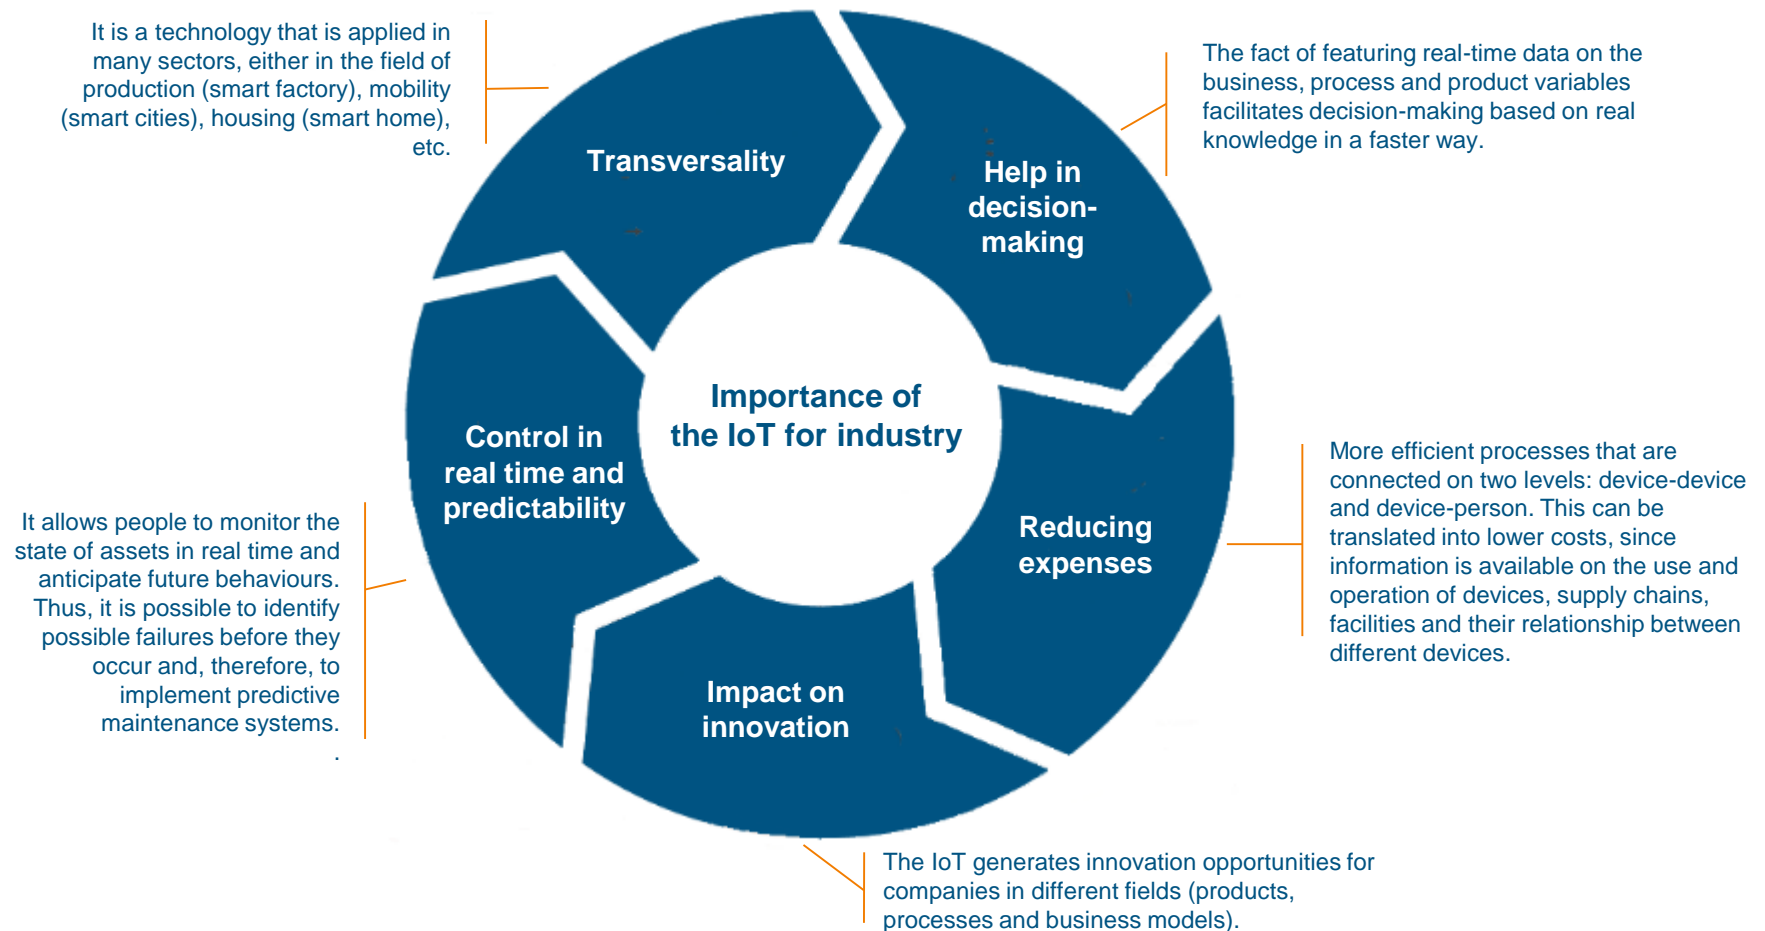 It is a technology that is applied in
many sectors, either in the field of
production (smart factory), mobility
(smart cities), housing (smart home),
etc.
The fact of featuring real-time data on the
business, process and product variables
facilitates decision-making based on real
knowledge in a faster way.
Transversality
Help in
decision-
making
Importance of
the IoT for industry
Control in
real time and
predictability
Reducing
expenses
Impact on
innovation
More efficient processes that are
connected on two levels: device-device
and device-person. This can be
translated into lower costs, since
information is available on the use and
operation of devices, supply chains,
facilities and their relationship between
different devices.
It allows people to monitor the
state of assets in real time and
anticipate future behaviours.
Thus, it is possible to identify
possible failures before they
occur and, therefore, to
implement predictive
maintenance systems.
.
The IoT generates innovation opportunities for
companies in different fields (products,
processes and business models).